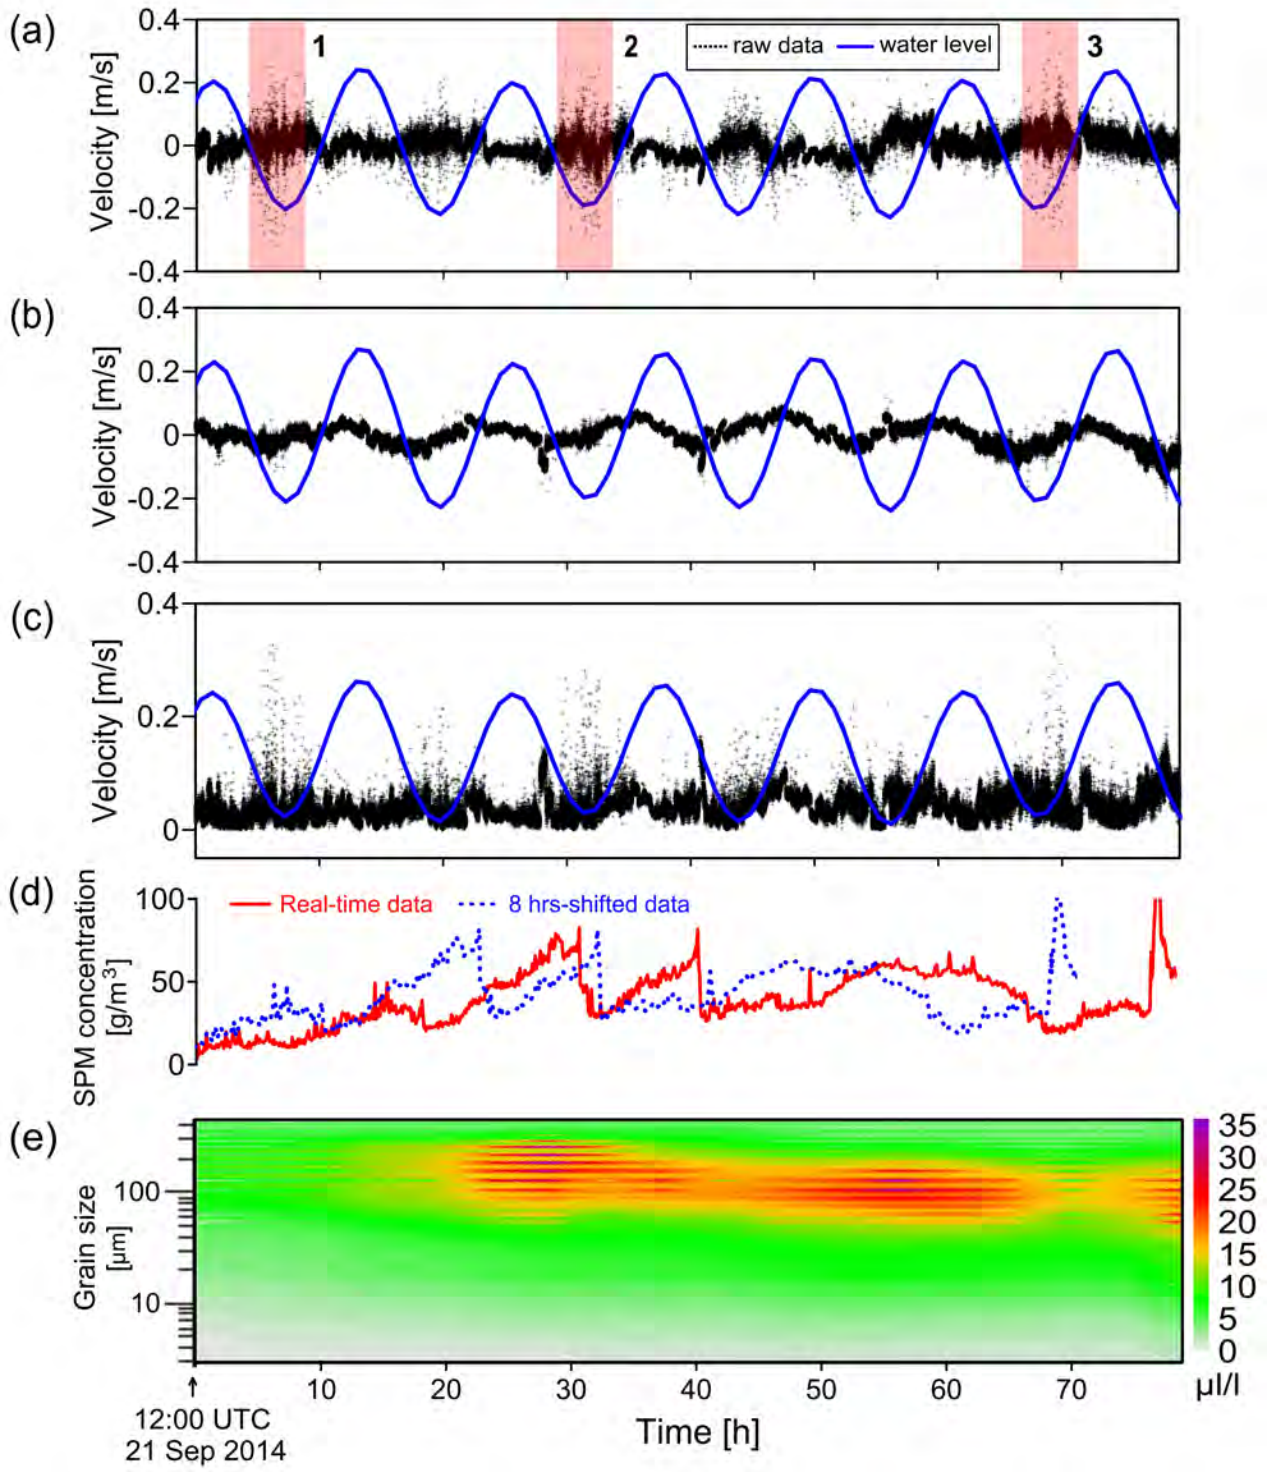 (a)
Velocity [m/s]
0.4
0.2
0
-0.2
-0.4
1
2
raw data
water level
3
(b)
Velocity [m/s]
0.4
0.2
0
-0.2
-0.4
(c)
Velocity [m/s]
0.4
0.2
0
(d)
SPM concentration
[g/m³]
100
50
0
Real-time data
8 hrs-shifted data
(e)
Grain size
[µm]
100
10
35
30
25
20
15
10
5
0
µl/l
10 20 30 40 50 60 70
12:00 UTC
21 Sep 2014
Time [h]